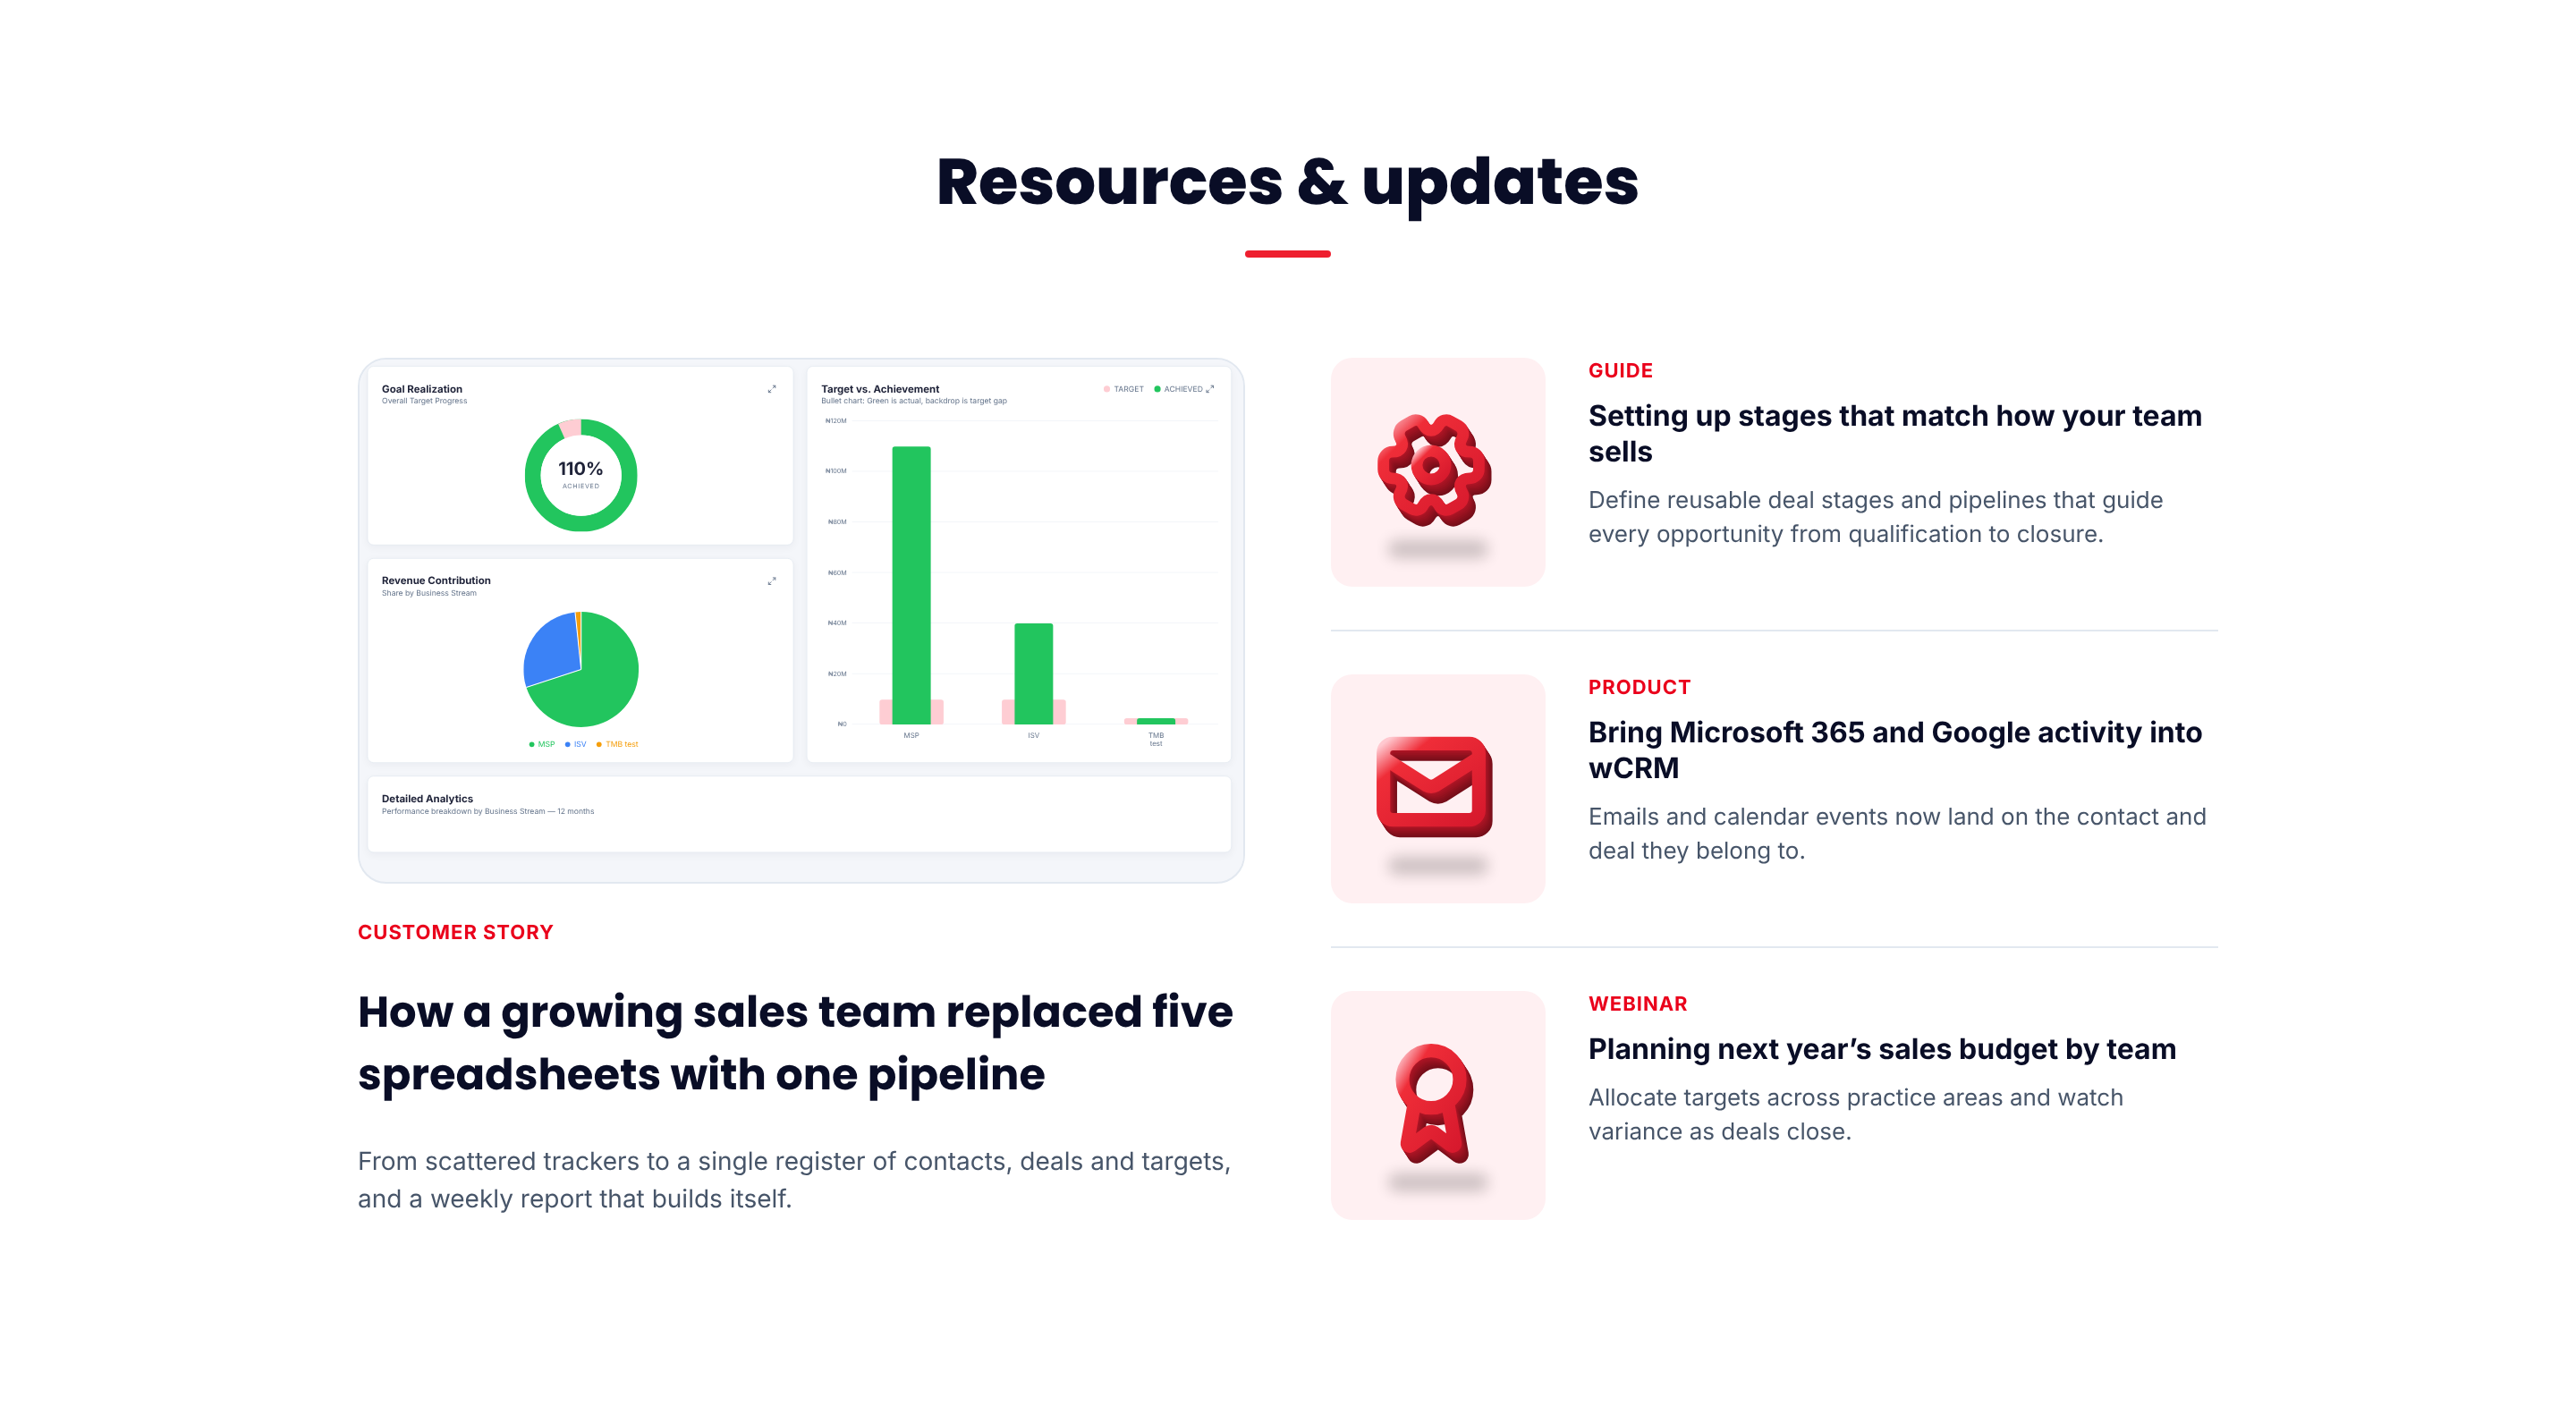 Resources & updates
Goal Realization
Overall Target Progress
110%
ACHIEVED
Revenue Contribution
Share by Business Stream
MSP
ISV
TMB test
Target vs. Achievement
Bullet chart: Green is actual, backdrop is target gap
TARGET
ACHIEVED
₦120M
₦100M
₦80M
₦60M
₦40M
₦20M
₦0
MSP
ISV
TMB
test
Detailed Analytics
Performance breakdown by Business Stream — 12 months
CUSTOMER STORY
How a growing sales team replaced five
spreadsheets with one pipeline
From scattered trackers to a single register of contacts, deals and targets,
and a weekly report that builds itself.
GUIDE
Setting up stages that match how your team
sells
Define reusable deal stages and pipelines that guide
every opportunity from qualification to closure.
PRODUCT
Bring Microsoft 365 and Google activity into
wCRM
Emails and calendar events now land on the contact and
deal they belong to.
WEBINAR
Planning next year’s sales budget by team
Allocate targets across practice areas and watch
variance as deals close.